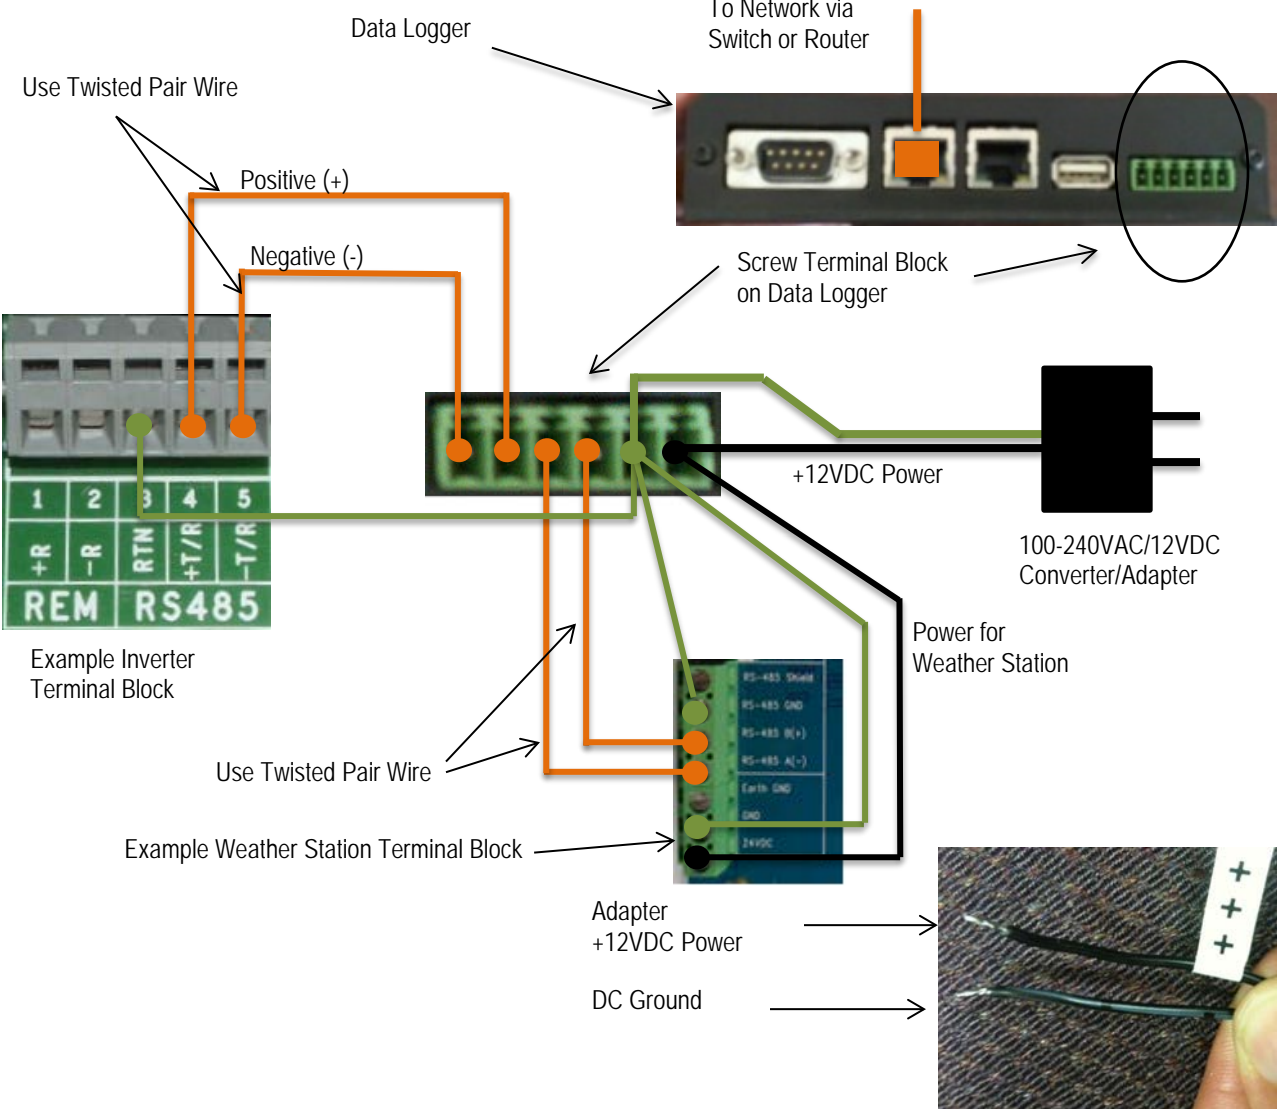 To Network via
Switch or Router
Data Logger
Use Twisted Pair Wire
Positive (+)
Negative (-)
Screw Terminal Block
on Data Logger
+12VDC Power
100-240VAC/12VDC
Converter/Adapter
1 2 3 4 5
+R -R RTN +T/R -T/R
REM RS485
Example Inverter
Terminal Block
Power for
Weather Station
RS-485 Shield
RS-485 GND
RS-485 B(+)
RS-485 A(-)
Earth GND
GND
24VDC
Use Twisted Pair Wire
Example Weather Station Terminal Block
Adapter
+12VDC Power
DC Ground
+
+
+